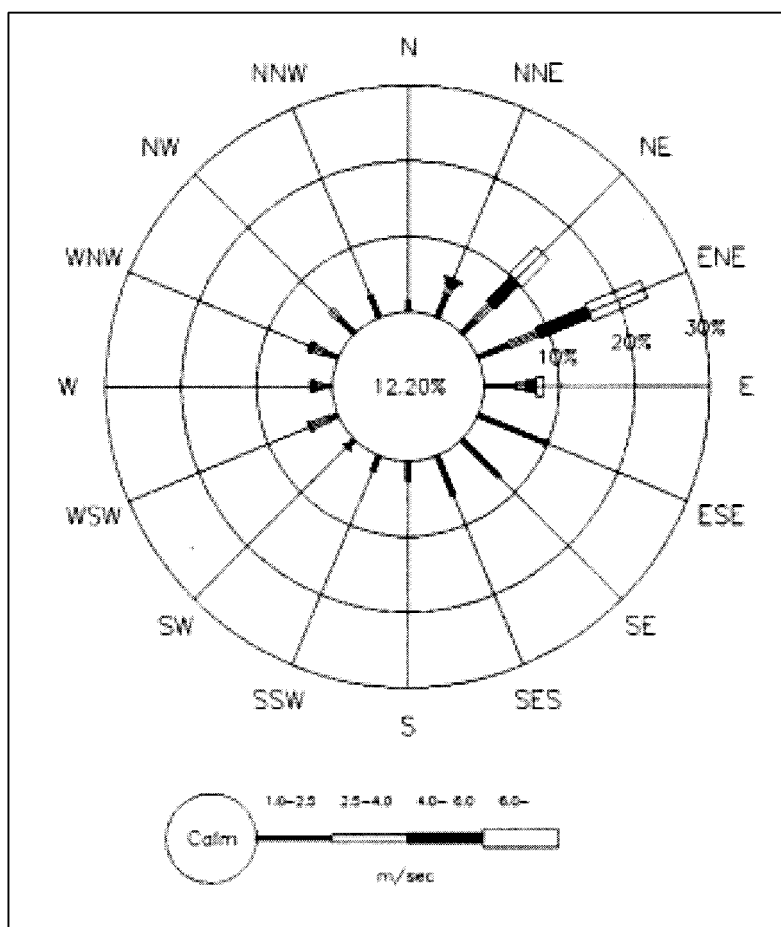 N
NNW NNE
NW NE
WNW ENE
30%
20%
10%
W 12.20% E
WSW ESE
SW SE
SSW SES
S
1.0-2.5 2.5-4.0 4.0-6.0 6.0-
Calm
m/sec